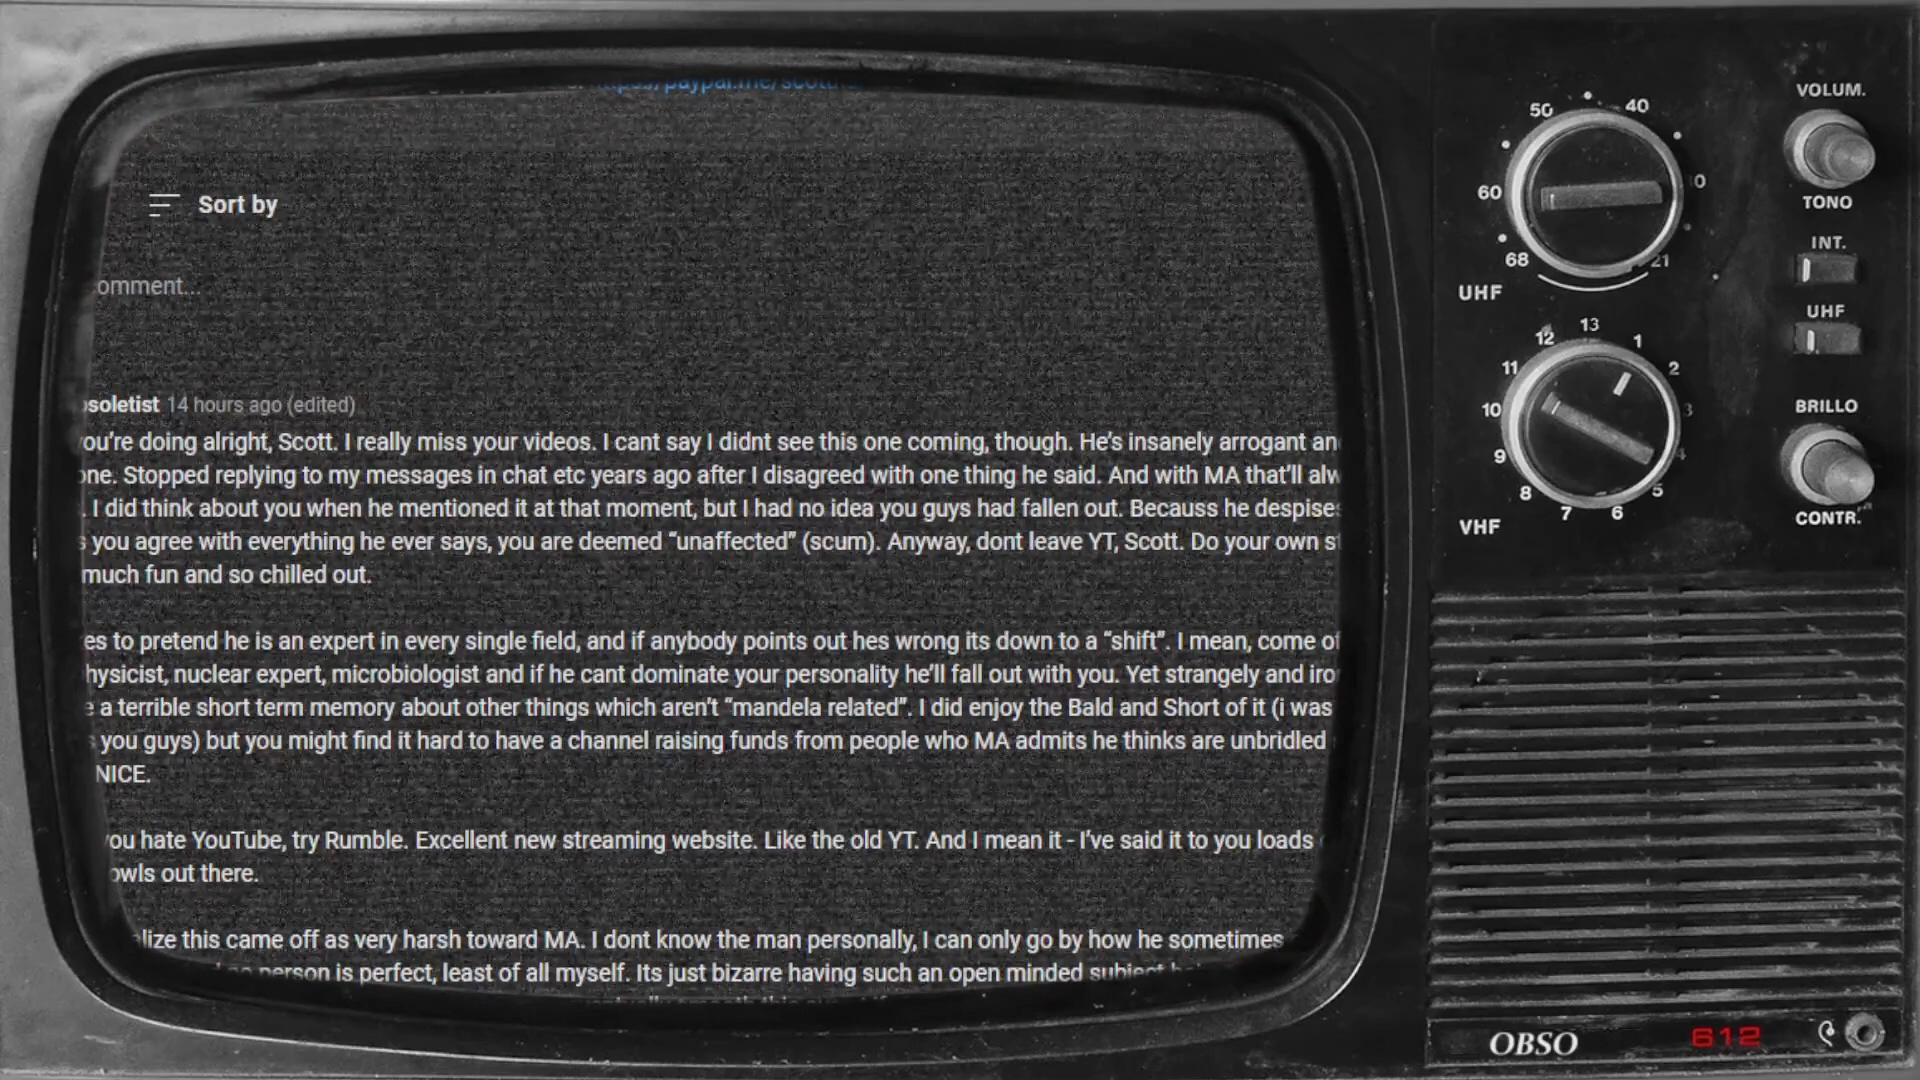 Sort by
omment...
soletist 14 hours ago (edited)
you're doing alright, Scott. I really miss your videos. I cant say I didnt see this one coming, though. He's insanely arrogant an
one. Stopped replying to my messages in chat etc years ago after I disagreed with one thing he said. And with MA that'll alw
. I did think about you when he mentioned it at that moment, but I had no idea you guys had fallen out. Becauss he despise
s you agree with everything he ever says, you are deemed “unaffected” (scum). Anyway, dont leave YT, Scott. Do your own s
much fun and so chilled out.
es to pretend he is an expert in every single field, and if anybody points out hes wrong its down to a “shift”. I mean, come o
hysicist, nuclear expert, microbiologist and if he cant dominate your personality he'll fall out with you. Yet strangely and iro
e a terrible short term memory about other things which aren't “mandela related”. I did enjoy the Bald and Short of it (i was
you guys) but you might find it hard to have a channel raising funds from people who MA admits he thinks are unbridled
NICE.
you hate YouTube, try Rumble. Excellent new streaming website. Like the old YT. And I mean it - I've said it to you loads
owls out there.
lize this came off as very harsh toward MA. I dont know the man personally, I can only go by how he sometimes
person is perfect, least of all myself. Its just bizarre having such an open minded subject
50 40
60
68 21
UHF
13
12 1
11 2
10 3
9 4
8 5
7 6
VHF
VOLUM.
TONO
INT.
UHF
BRILLO
CONTR.
OBSO 612